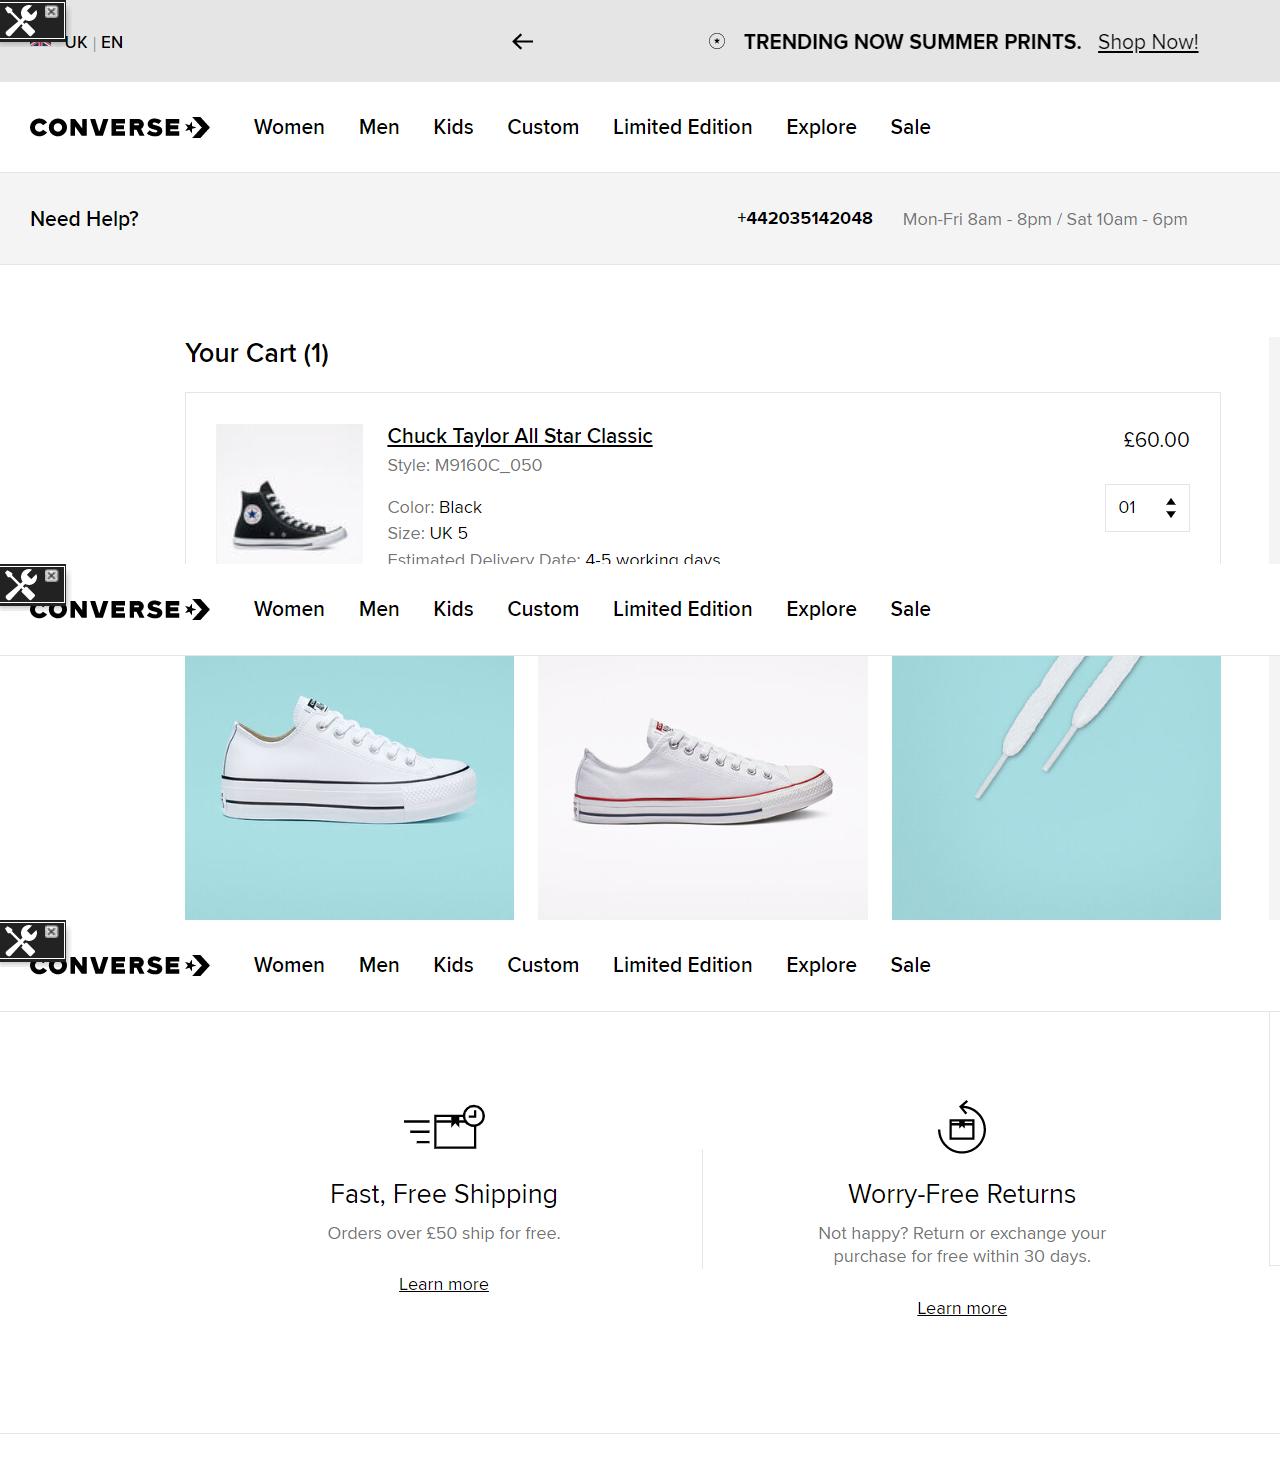 UK | EN
TRENDING NOW SUMMER PRINTS. Shop Now!
CONVERSE Women Men Kids Custom Limited Edition Explore Sale
Need Help? +442035142048 Mon-Fri 8am - 8pm / Sat 10am - 6pm
Your Cart (1)
Chuck Taylor All Star Classic £60.00
Style: M9160C_050
Color: Black 01
Size: UK 5
Estimated Delivery Date: 4-5 working days
CONVERSE Women Men Kids Custom Limited Edition Explore Sale
CONVERSE Women Men Kids Custom Limited Edition Explore Sale
Fast, Free Shipping
Orders over £50 ship for free.
Learn more
Worry-Free Returns
Not happy? Return or exchange your
purchase for free within 30 days.
Learn more